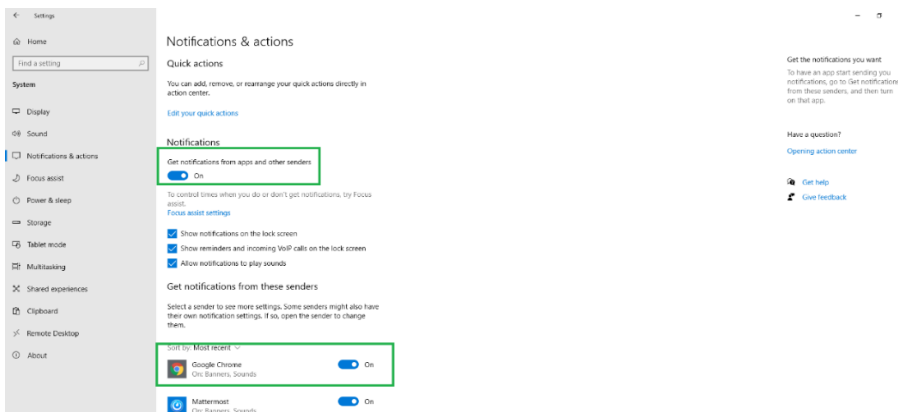 Settings
Home
Find a setting
System
Display
Sound
Notifications & actions
Focus assist
Power & sleep
Storage
Tablet mode
Multitasking
Shared experiences
Clipboard
Remote Desktop
About
Notifications & actions
Quick actions
You can add, remove, or rearrange your quick actions directly in
action center.
Edit your quick actions
Notifications
Get notifications from apps and other senders
On
To control times when you do or don't get notifications, try Focus
assist.
Focus assist settings
Show notifications on the lock screen
Show reminders and incoming VoIP calls on the lock screen
Allow notifications to play sounds
Get notifications from these senders
Select a sender to see more settings. Some senders might also have
their own notification settings. If so, open the sender to change
them.
Sort by: Most recent
Google Chrome
On: Banners, Sounds
On
Mattermost
On: Banners, Sounds
On
Get the notifications you want
To have an app start sending you
notifications, go to Get notifications
from these senders, and then turn
on that app.
Have a question?
Opening action center
Get help
Give feedback